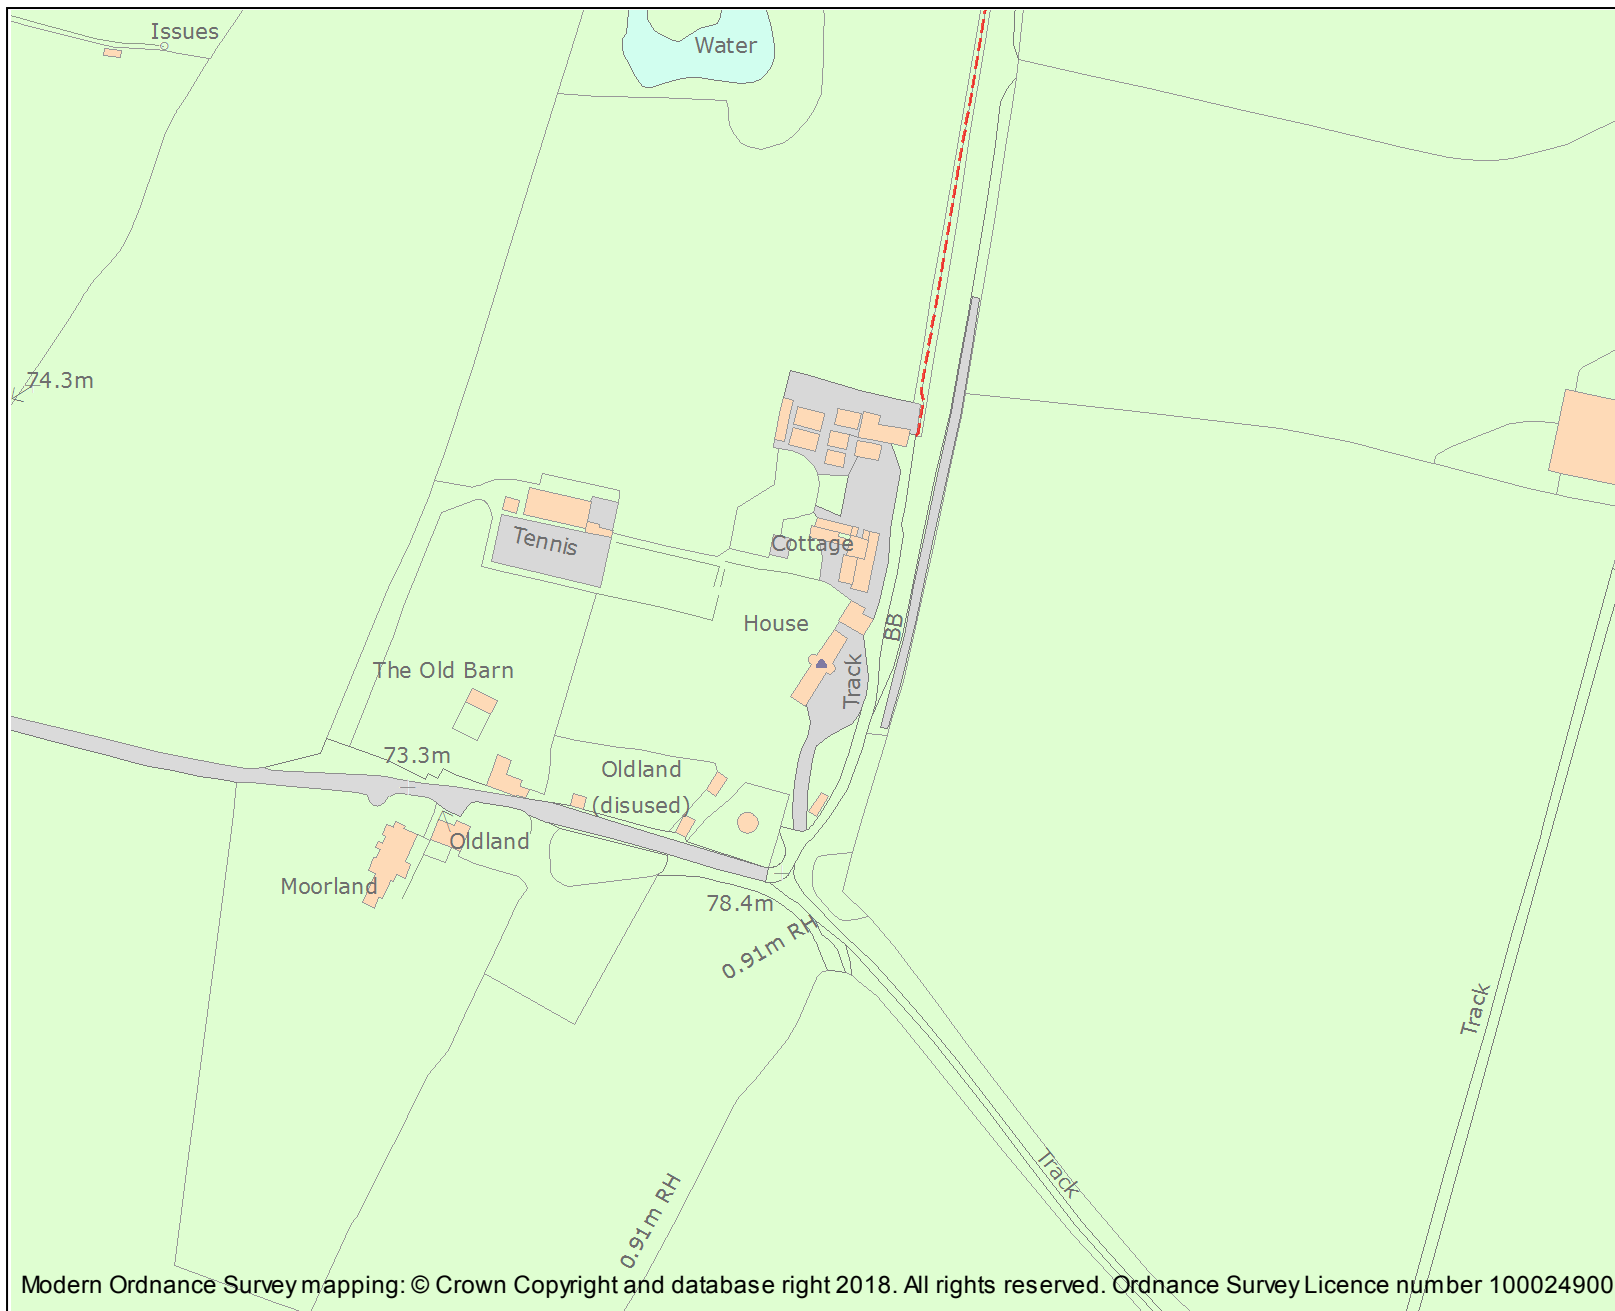 Issues
Water
74.3m
Tennis
Cottage
House
BB
Track
The Old Barn
73.3m
Oldland
(disused)
Oldland
Moorland
78.4m
0.91m RH
Track
Track
0.91m RH
Modern Ordnance Survey mapping: © Crown Copyright and database right 2018. All rights reserved. Ordnance Survey Licence number 100024900